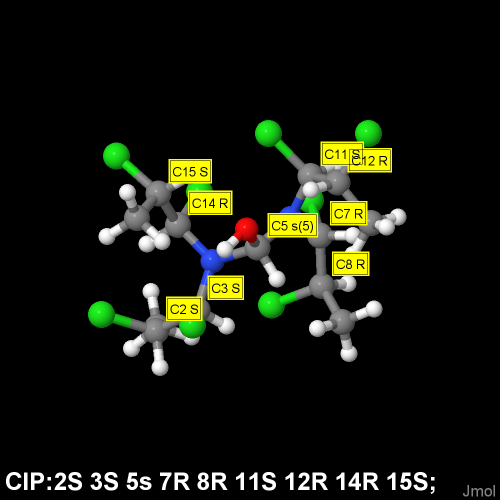 C11 S
C12 R
C15 S
C14 R
C7 R
C5 s(5)
C8 R
C3 S
C2 S
CIP:2S 3S 5s 7R 8R 11S 12R 14R 15S;
Jmol